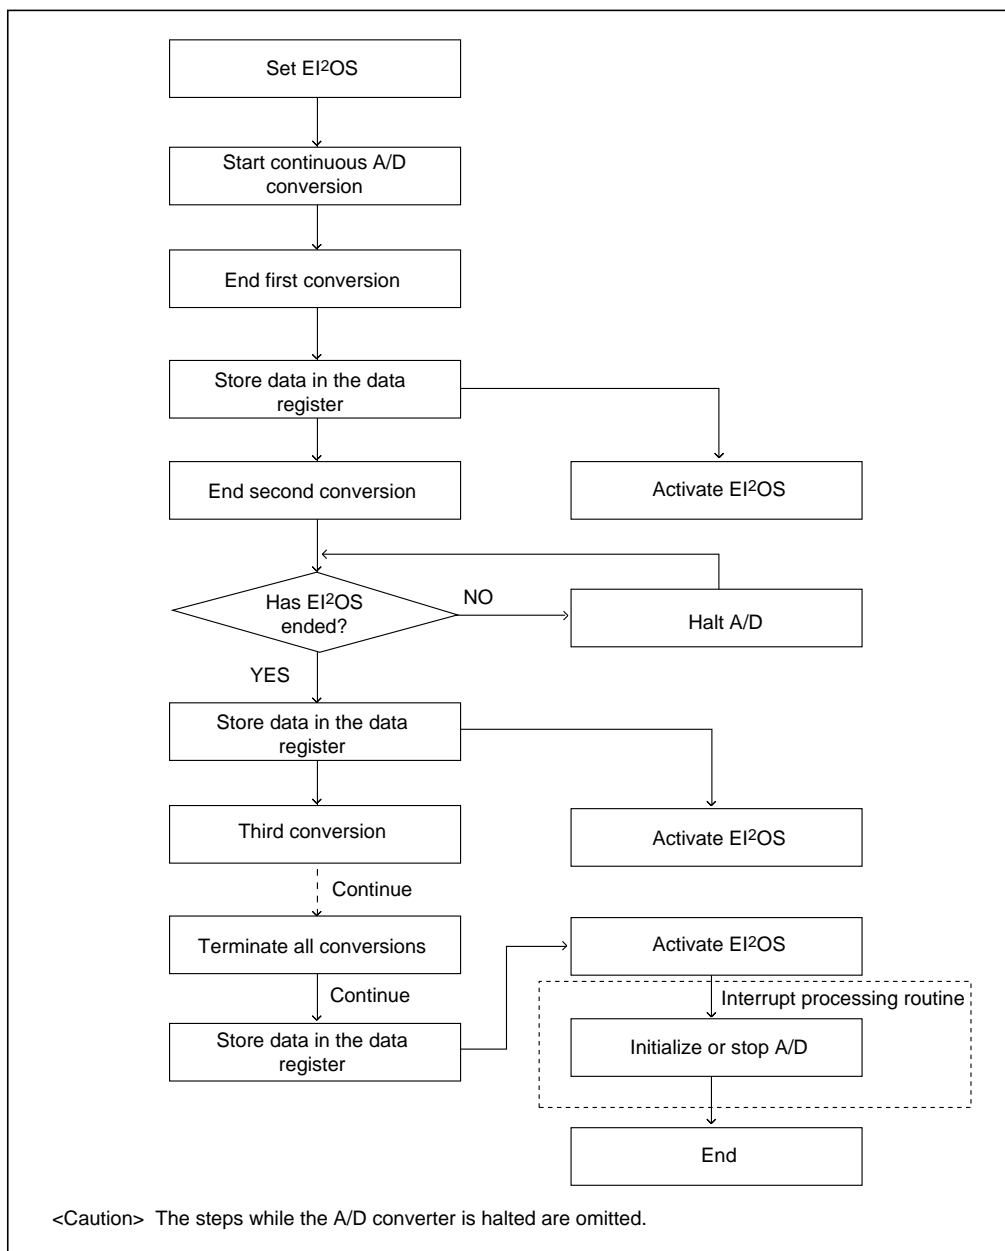 Set EI²OS
Start continuous A/D
conversion
End first conversion
Store data in the data
register
End second conversion
Activate EI²OS
Has EI²OS
ended?
NO
Halt A/D
YES
Store data in the data
register
Third conversion
Activate EI²OS
Continue
Terminate all conversions
Activate EI²OS
Continue
Interrupt processing routine
Store data in the data
register
Initialize or stop A/D
End
<Caution> The steps while the A/D converter is halted are omitted.